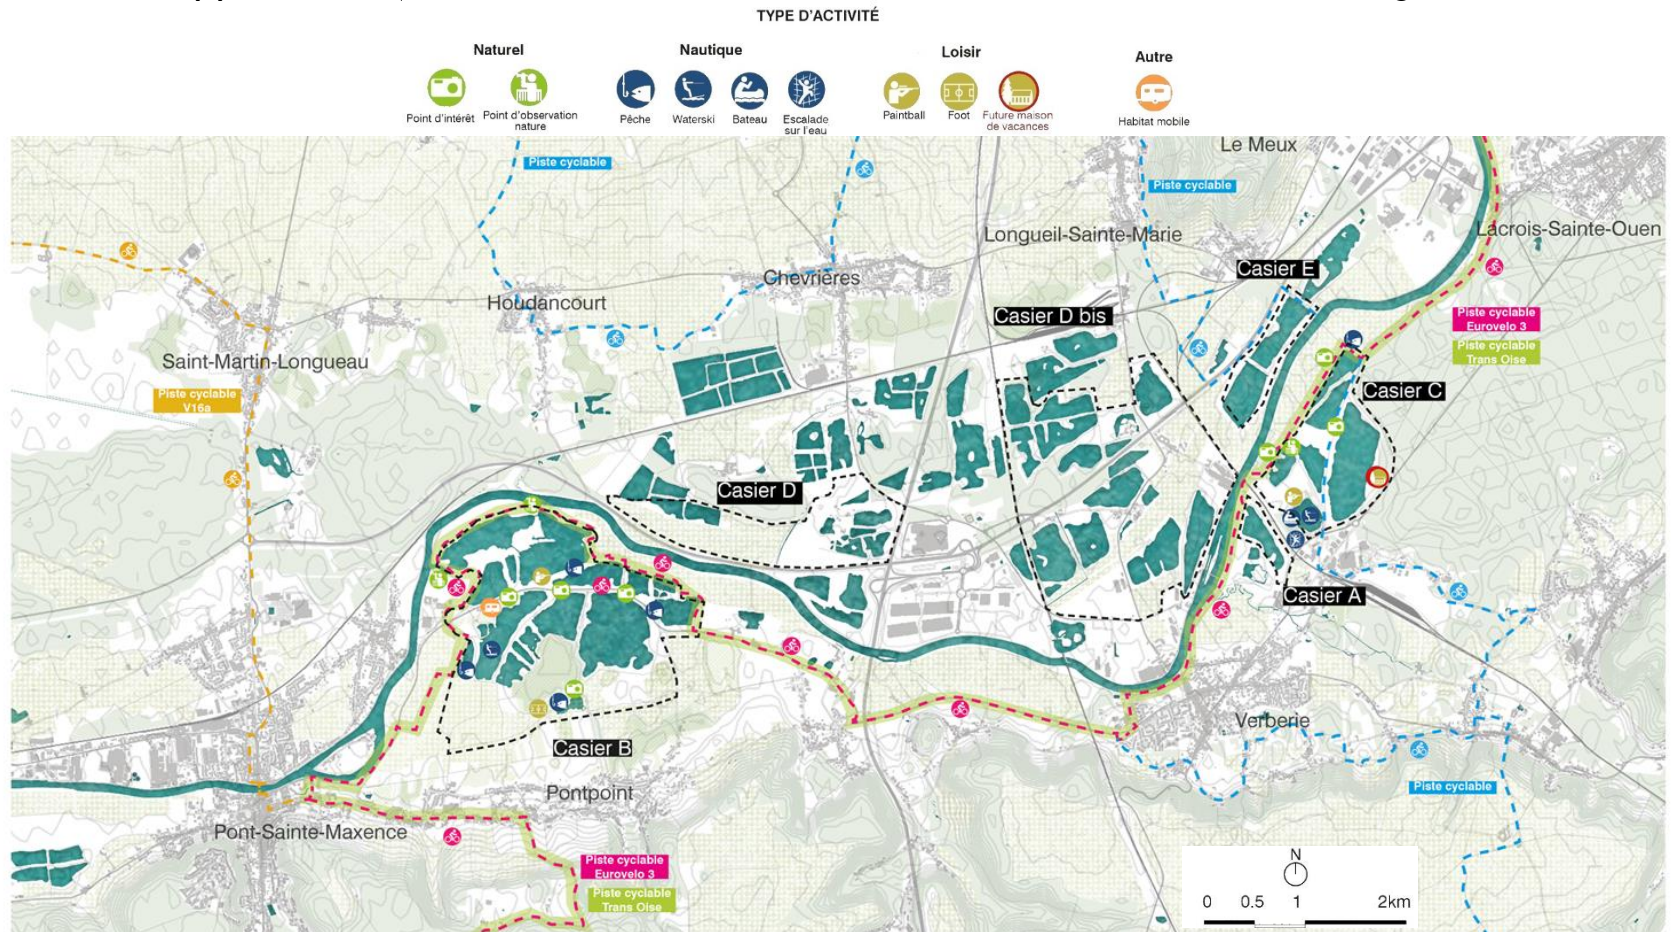 TYPE D'ACTIVITÉ
Naturel
Nautique
Loisir
Autre
Point d'intérêt
Point d'observation
nature
Pêche
Waterski
Bateau
Escalade
sur l'eau
Paintball
Foot
Future maison
de vacances
Habitat mobile
Piste cyclable
Le Meux
Piste cyclable
Lacrois-Sainte-Ouen
Longueil-Sainte-Marie
Casier E
Chevrières
Houdancourt
Casier D bis
Piste cyclable
Eurovelo 3
Piste cyclable
Trans Oise
Saint-Martin-Longueau
Piste cyclable
V16a
Casier C
Casier D
Casier A
Verberie
Casier B
Piste cyclable
Pontpoint
Pont-Sainte-Maxence
Piste cyclable
Eurovelo 3
Piste cyclable
Trans Oise
N
0 0.5 1 2km